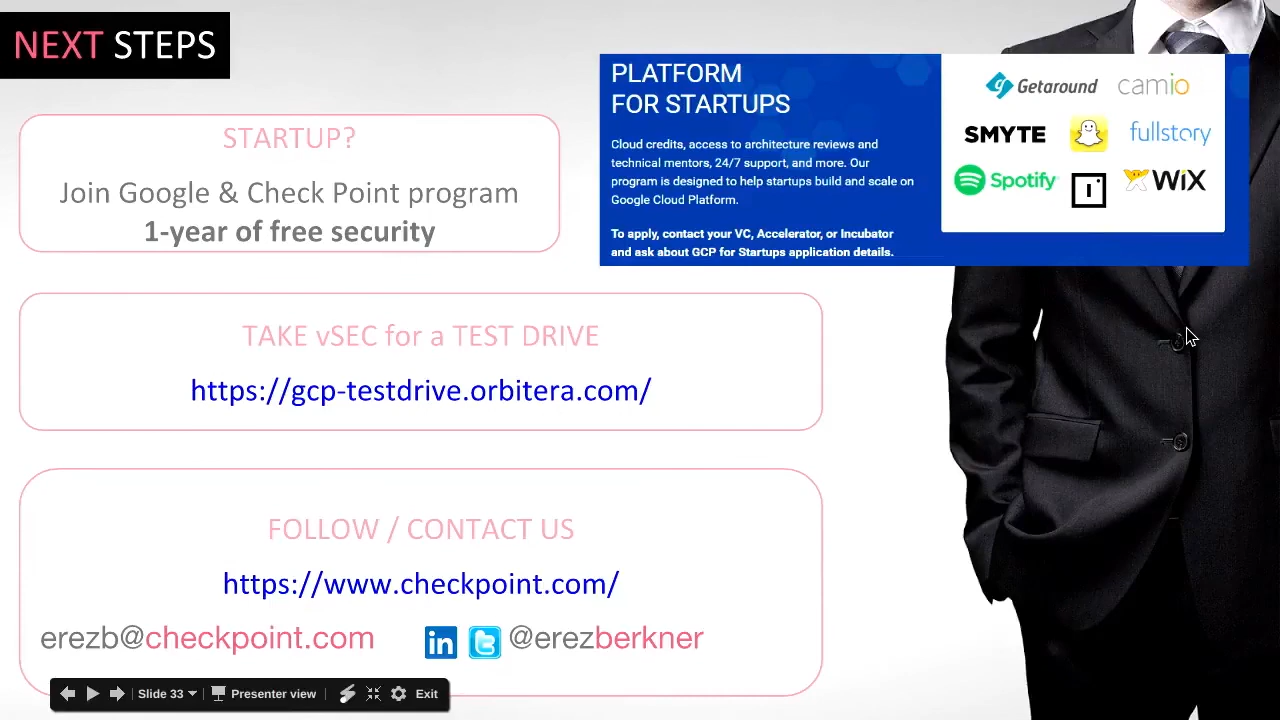 NEXT STEPS
STARTUP?
Join Google & Check Point program
1-year of free security
PLATFORM
FOR STARTUPS
Cloud credits, access to architecture reviews and
technical mentors, 24/7 support, and more. Our
program is designed to help startups build and scale on
Google Cloud Platform.
To apply, contact your VC, Accelerator, or Incubator
and ask about GCP for Startups application details.
Getaround camio
SMYTE fullstory
Spotify WiX
TAKE vSEC for a TEST DRIVE
https://gcp-testdrive.orbitera.com/
FOLLOW / CONTACT US
https://www.checkpoint.com/
erezb@checkpoint.com in @erezberkner
Slide 33 Presenter view Exit